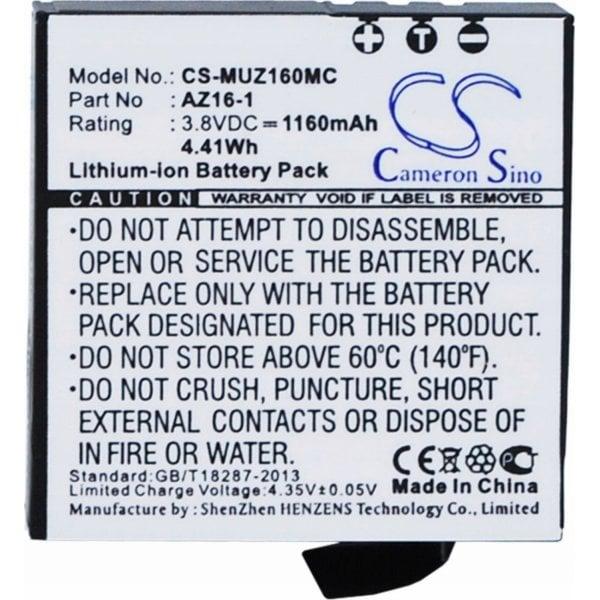 + T -
Model No.: CS-MUZ160MC
Part No : AZ16-1
Rating : 3.8VDC⎓1160mAh
4.41Wh
Lithium-ion Battery Pack
CS
Cameron Sino
CAUTION WARRANTY VOID IF LABEL IS REMOVED
•DO NOT ATTEMPT TO DISASSEMBLE,
OPEN OR SERVICE THE BATTERY PACK.
•REPLACE ONLY WITH THE BATTERY
PACK DESIGNATED FOR YOUR PRODUCT.
•DO NOT STORE ABOVE 60°C (140°F).
•DO NOT CRUSH, PUNCTURE, SHORT
EXTERNAL CONTACTS, OR DISPOSE
IN FIRE OR WATER.
CE
Standard:GB/T18287-2013
Limited Charge Voltage:4.35V±0.05V
Made In China
Manufacture by : ShenZhen HENZENS Technology Co., Ltd.